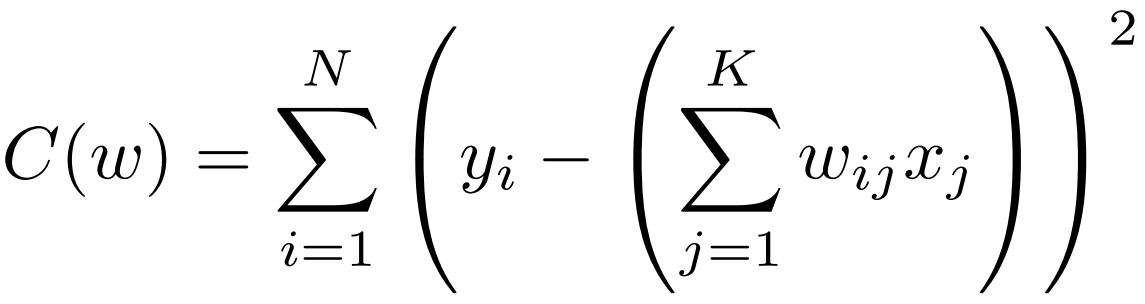 C(w) = \sum_{i=1}^{N} \left( y_i - \left( \sum_{j=1}^{K} w_{ij} x_j \right) \right)^2